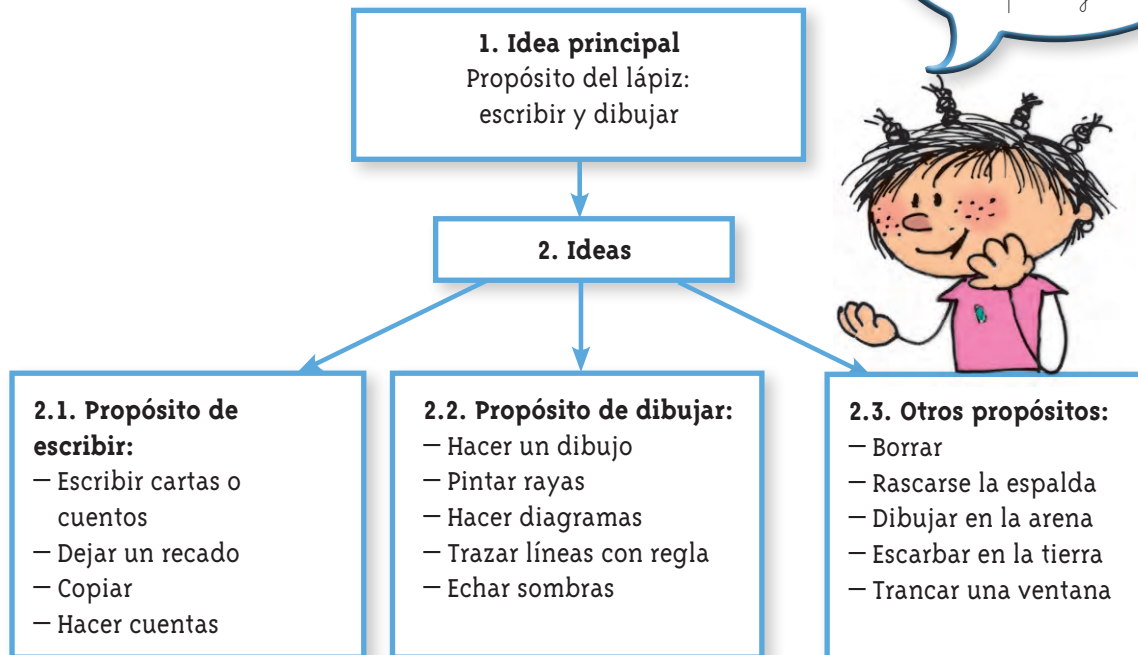 1. Idea principal
Propósito del lápiz:
escribir y dibujar
2. Ideas
2.1. Propósito de
escribir:
— Escribir cartas o
cuentos
— Dejar un recado
— Copiar
— Hacer cuentas
2.2. Propósito de dibujar:
— Hacer un dibujo
— Pintar rayas
— Hacer diagramas
— Trazar líneas con regla
— Echar sombras
2.3. Otros propósitos:
— Borrar
— Rascarse la espalda
— Dibujar en la arena
— Escarbar en la tierra
— Trancar una ventana